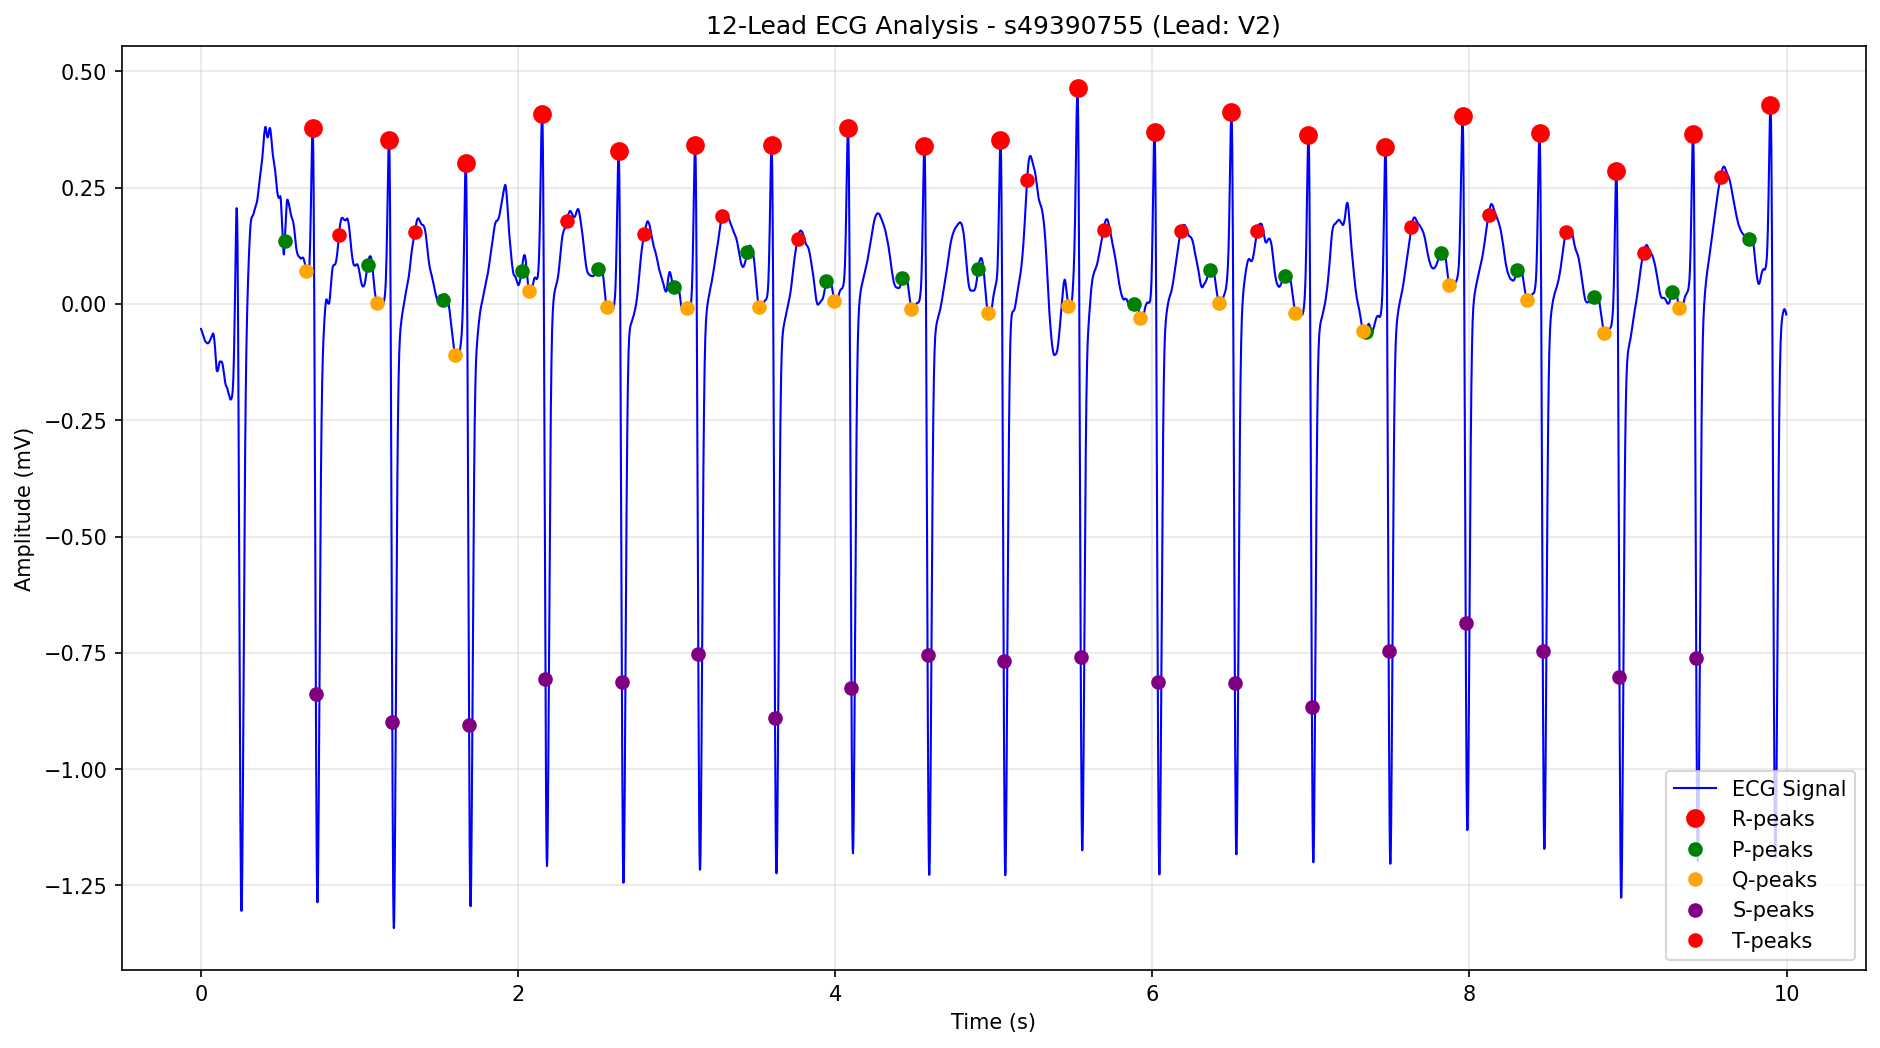 12-Lead ECG Analysis - s49390755 (Lead: V2)
0.50
0.25
0.00
−0.25
−0.50
−0.75
−1.00
−1.25
Amplitude (mV)
0
2
4
6
8
10
Time (s)
ECG Signal
R-peaks
P-peaks
Q-peaks
S-peaks
T-peaks